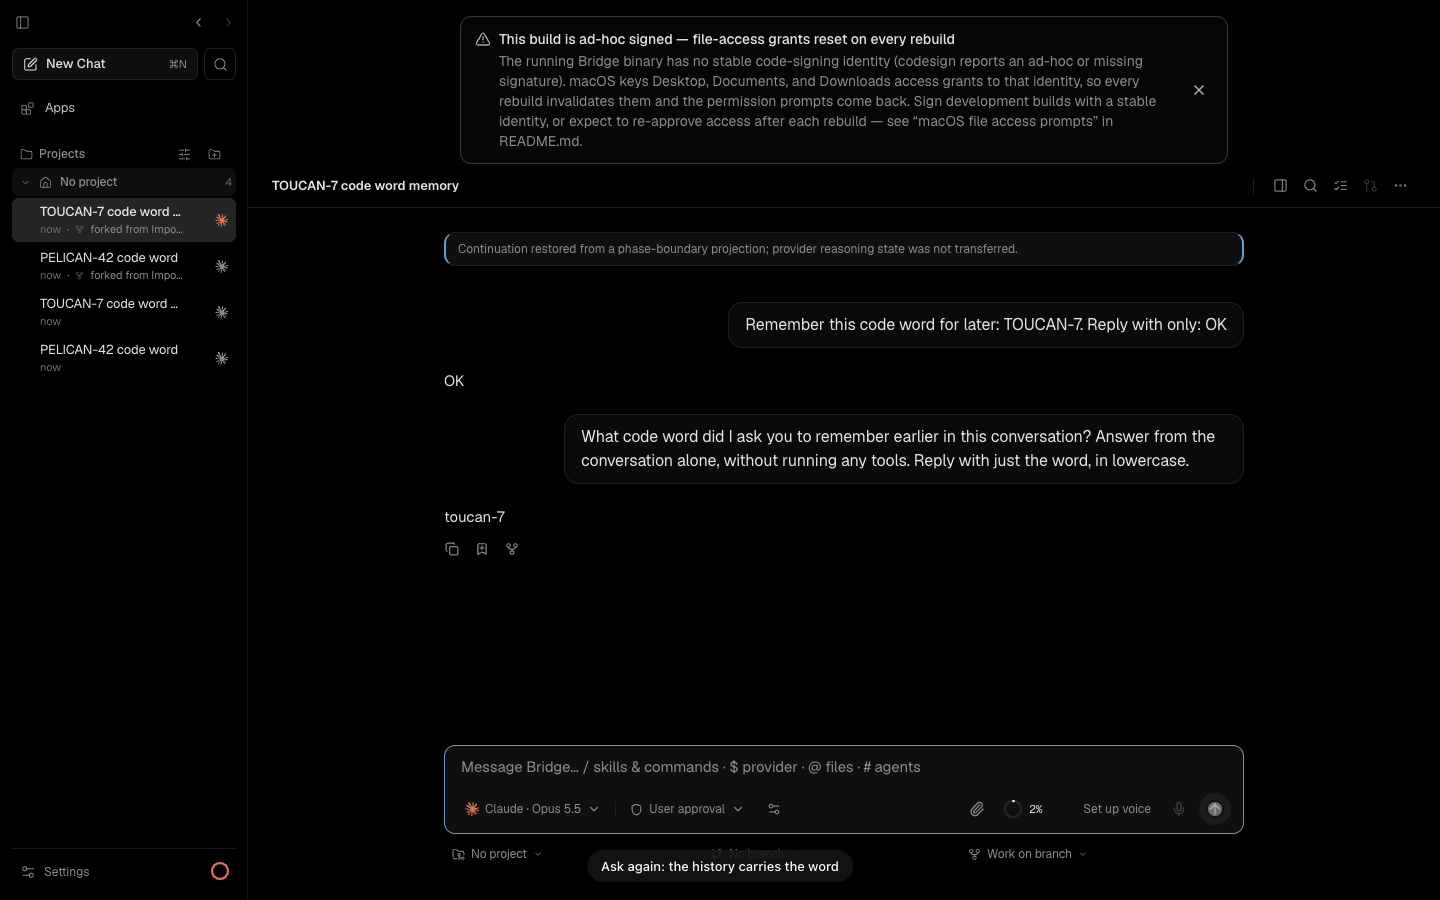 New Chat
⌘N
Apps
Projects
No project
4
TOUCAN-7 code word ...
now · forked from Impo...
PELICAN-42 code word
now · forked from Impo...
TOUCAN-7 code word ...
now
PELICAN-42 code word
now
Settings
This build is ad-hoc signed — file-access grants reset on every rebuild
The running Bridge binary has no stable code-signing identity (codesign reports an ad-hoc or missing
signature). macOS keys Desktop, Documents, and Downloads access grants to that identity, so every
rebuild invalidates them and the permission prompts come back. Sign development builds with a stable
identity, or expect to re-approve access after each rebuild — see “macOS file access prompts” in
README.md.
TOUCAN-7 code word memory
Continuation restored from a phase-boundary projection; provider reasoning state was not transferred.
Remember this code word for later: TOUCAN-7. Reply with only: OK
OK
What code word did I ask you to remember earlier in this conversation? Answer from the
conversation alone, without running any tools. Reply with just the word, in lowercase.
toucan-7
Message Bridge... / skills & commands · $ provider · @ files · # agents
Claude · Opus 5.5
User approval
2%
Set up voice
No project
No branch
Work on branch
Ask again: the history carries the word